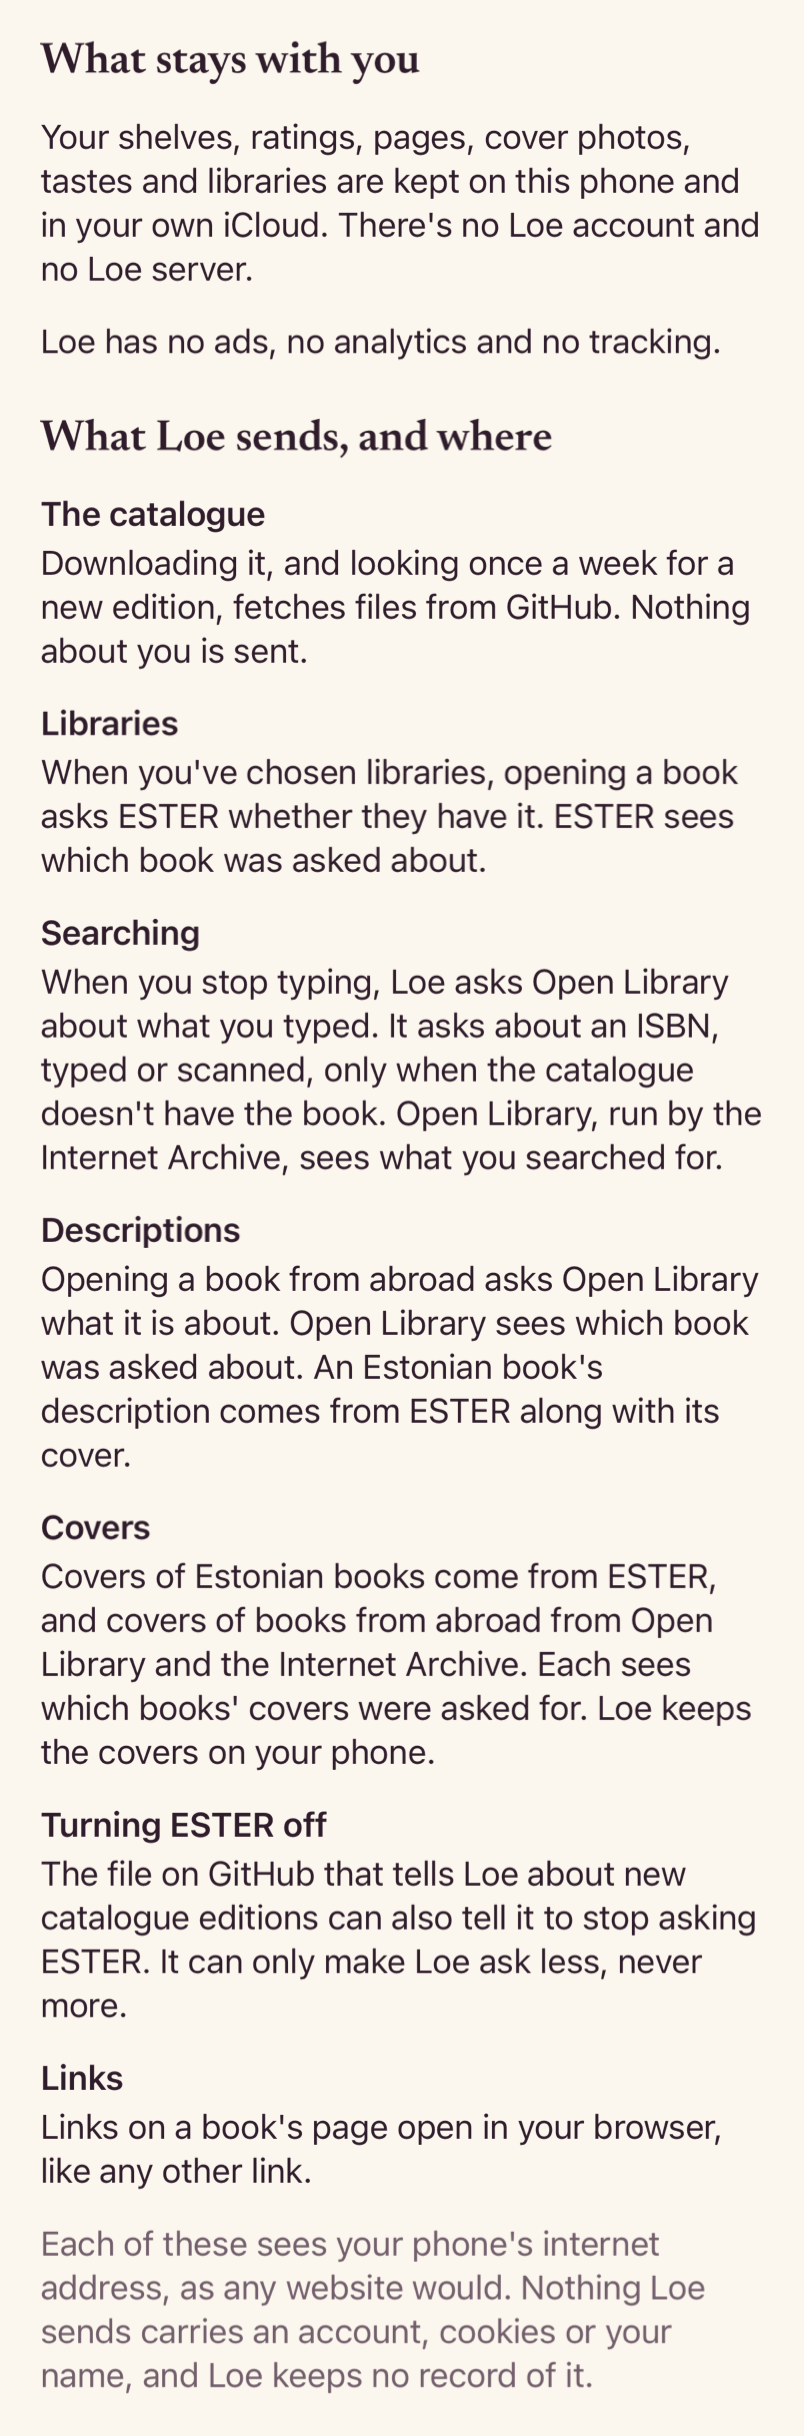 What stays with you
Your shelves, ratings, pages, cover photos,
tastes and libraries are kept on this phone and
in your own iCloud. There's no Loe account and
no Loe server.
Loe has no ads, no analytics and no tracking.
What Loe sends, and where
The catalogue
Downloading it, and looking once a week for a
new edition, fetches files from GitHub. Nothing
about you is sent.
Libraries
When you've chosen libraries, opening a book
asks ESTER whether they have it. ESTER sees
which book was asked about.
Searching
When you stop typing, Loe asks Open Library
about what you typed. It asks about an ISBN,
typed or scanned, only when the catalogue
doesn't have the book. Open Library, run by the
Internet Archive, sees what you searched for.
Descriptions
Opening a book from abroad asks Open Library
what it is about. Open Library sees which book
was asked about. An Estonian book's
description comes from ESTER along with its
cover.
Covers
Covers of Estonian books come from ESTER,
and covers of books from abroad from Open
Library and the Internet Archive. Each sees
which books' covers were asked for. Loe keeps
the covers on your phone.
Turning ESTER off
The file on GitHub that tells Loe about new
catalogue editions can also tell it to stop asking
ESTER. It can only make Loe ask less, never
more.
Links
Links on a book's page open in your browser,
like any other link.
Each of these sees your phone's internet
address, as any website would. Nothing Loe
sends carries an account, cookies or your
name, and Loe keeps no record of it.